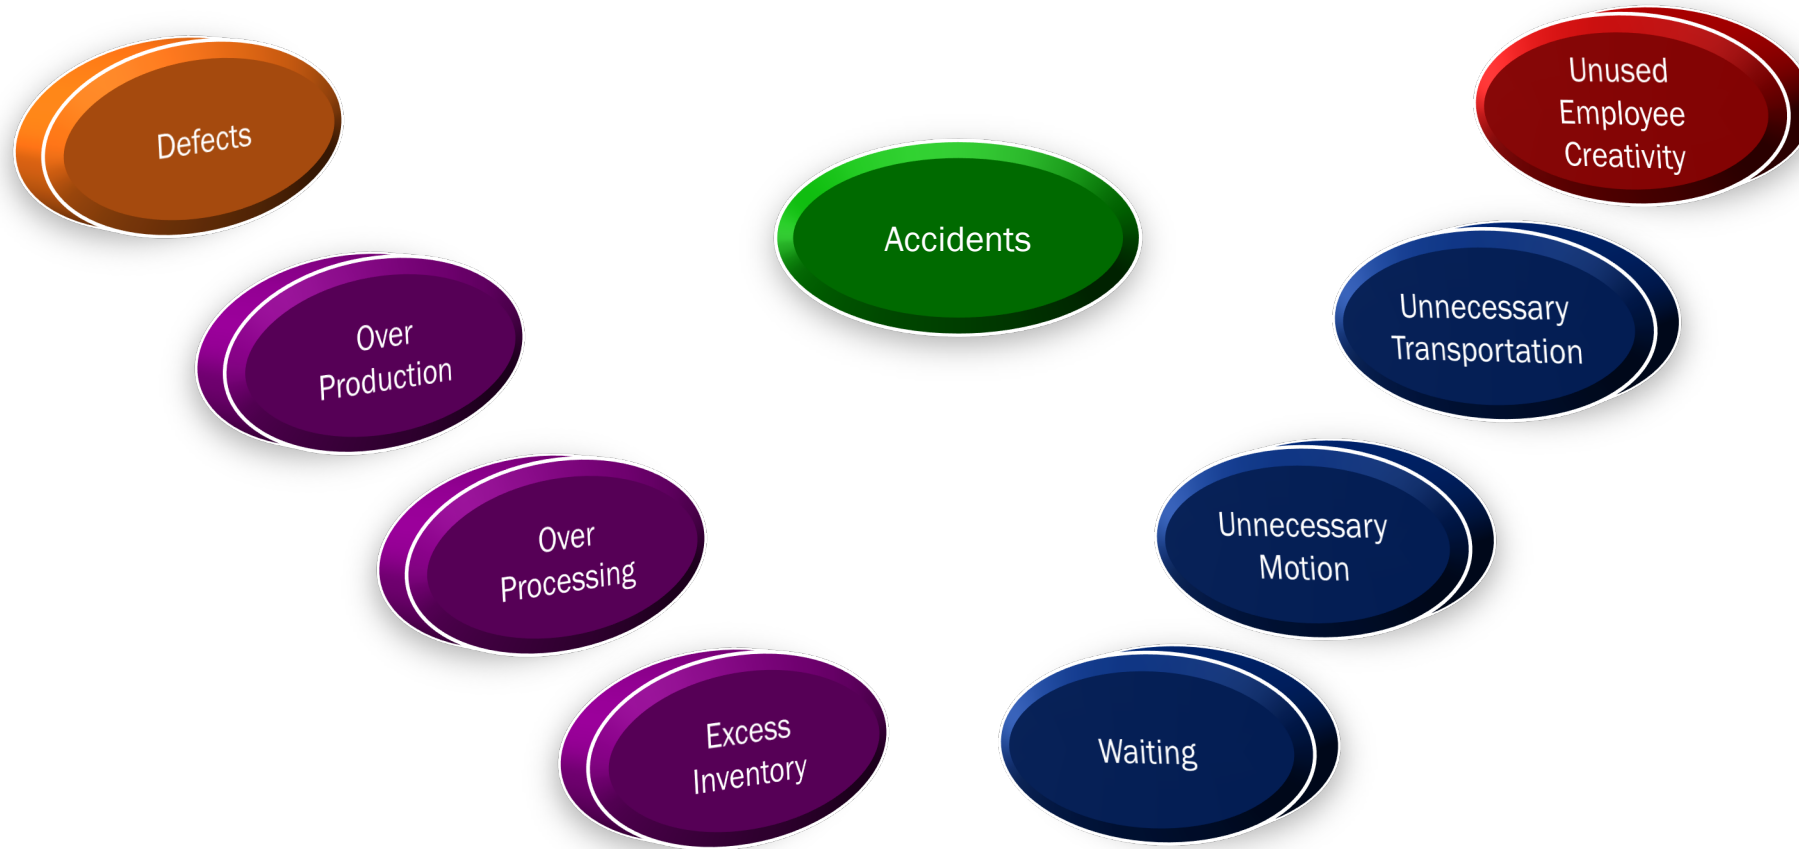 Defects
Over
Production
Over
Processing
Excess
Inventory
Accidents
Unused
Employee
Creativity
Unnecessary
Transportation
Unnecessary
Motion
Waiting